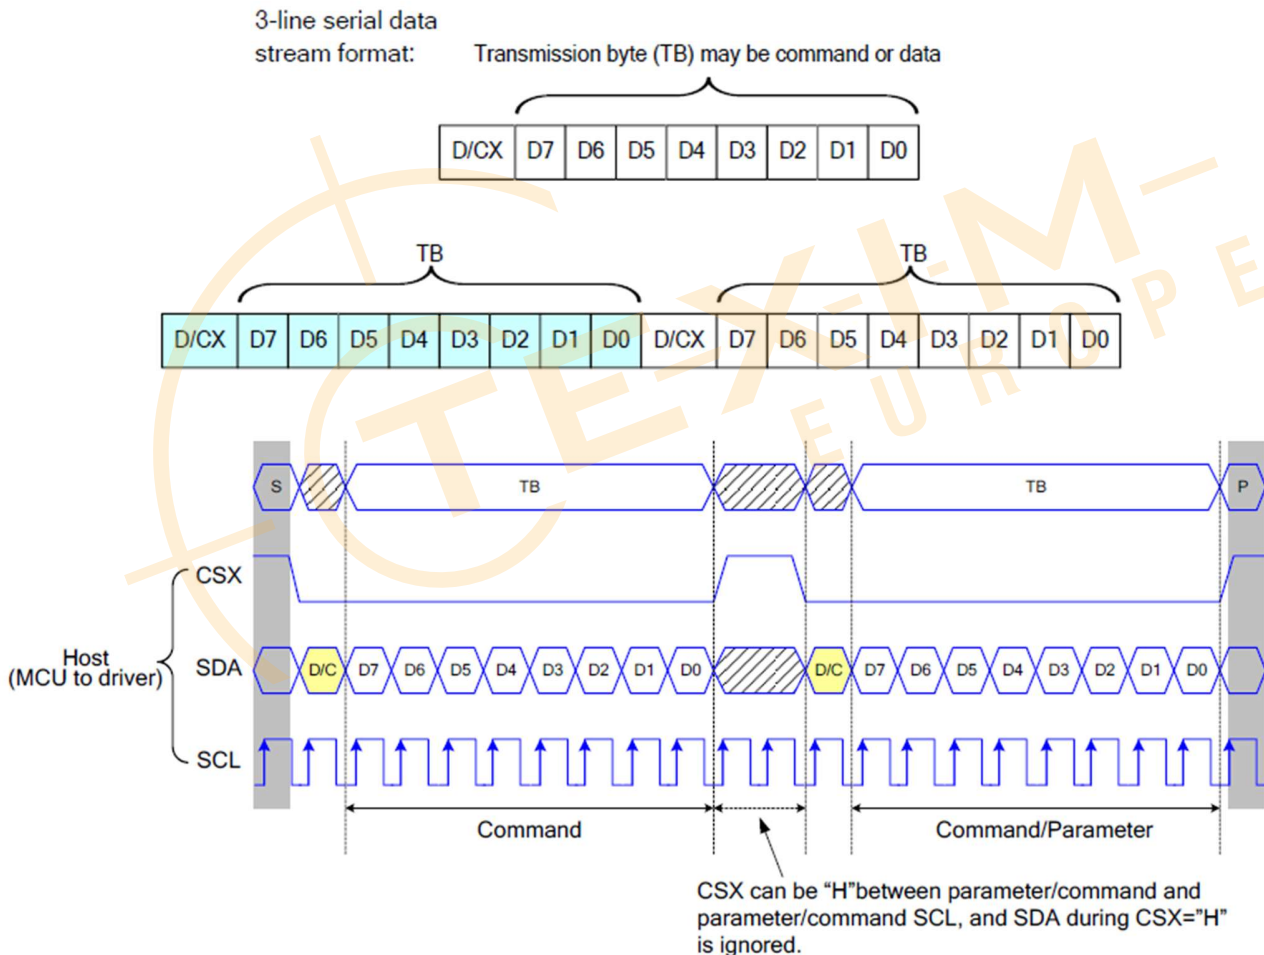 3-line serial data
stream format:
Transmission byte (TB) may be command or data
D/CX D7 D6 D5 D4 D3 D2 D1 D0
TB TB
D/CX D7 D6 D5 D4 D3 D2 D1 D0 D/CX D7 D6 D5 D4 D3 D2 D1 D0
TEXIM
EUROPE
S TB TB P
CSX
Host
(MCU to driver)
SDA D/C D7 D6 D5 D4 D3 D2 D1 D0 D/C D7 D6 D5 D4 D3 D2 D1 D0
SCL
Command Command/Parameter
CSX can be “H”between parameter/command and
parameter/command SCL, and SDA during CSX=”H”
is ignored.